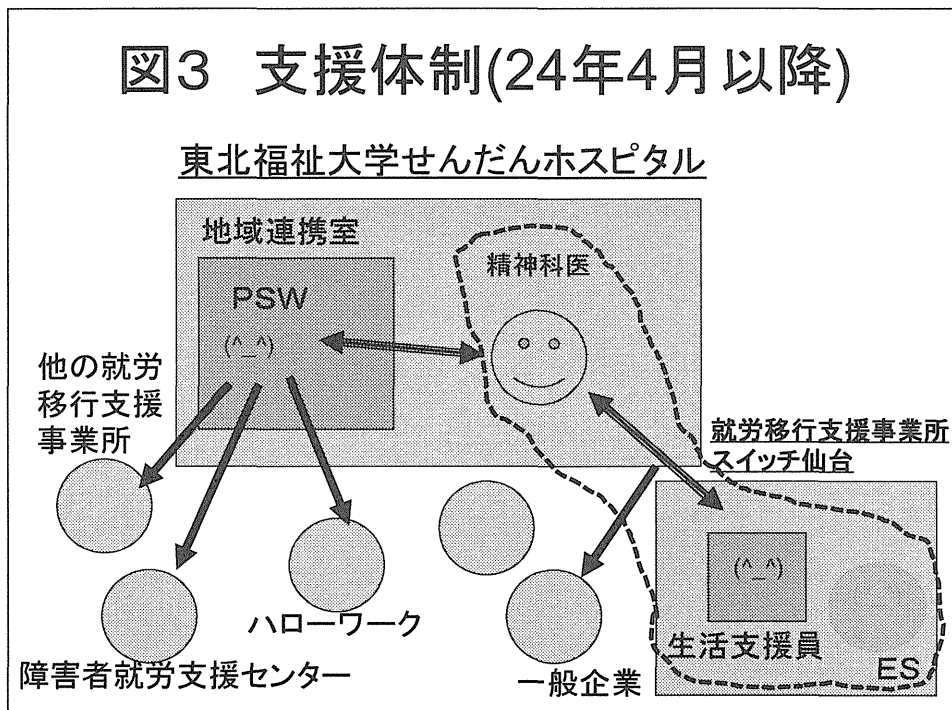 図3 支援体制(24年4月以降)
東北福祉大学せんだんホスピタル
地域連携室
精神科医
PSW
(^_^)
他の就労
移行支援
事業所
就労移行支援事業所
スイッチ仙台
(^_^)
ハローワーク
生活支援員
障害者就労支援センター
一般企業
ES